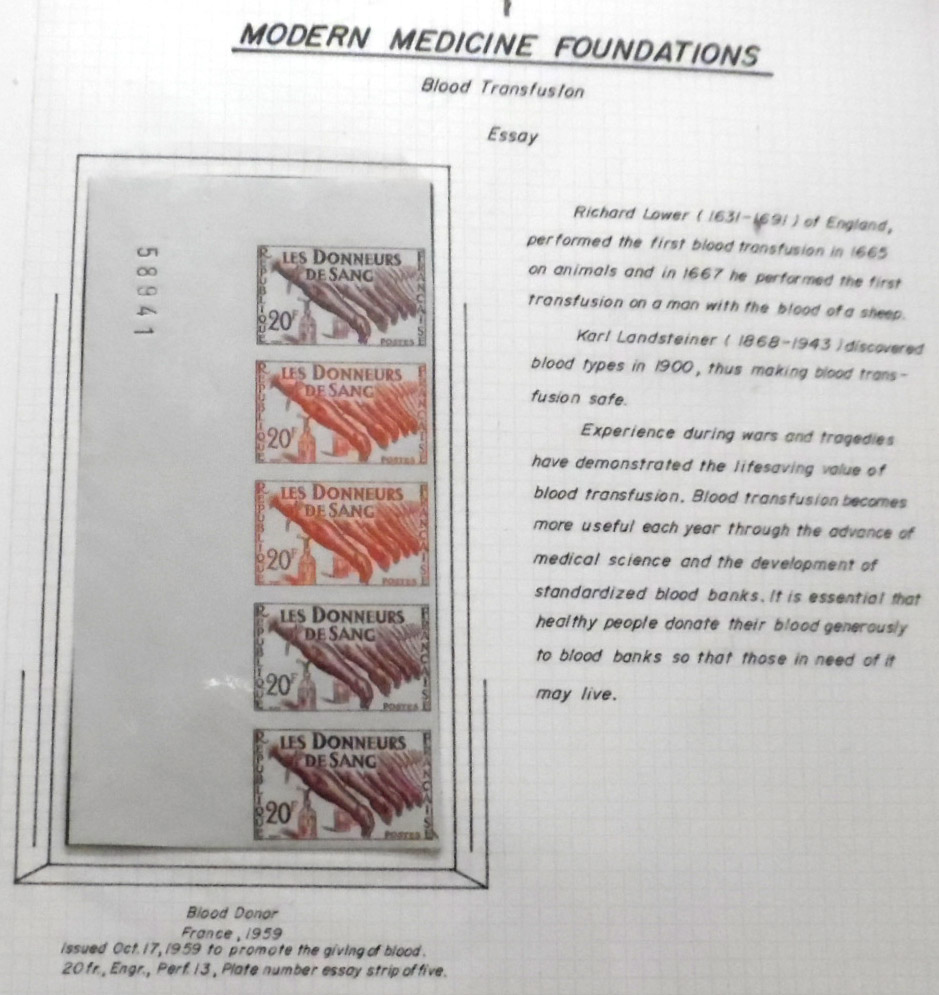 MODERN MEDICINE FOUNDATIONS
Blood Transfusion
Essay
58941
LES DONNEURS
DE SANG
RÉPUBLIQUE
FRANÇAISE
20F
POSTES
LES DONNEURS
DE SANG
RÉPUBLIQUE
FRANÇAISE
20F
POSTES
LES DONNEURS
DE SANG
RÉPUBLIQUE
FRANÇAISE
20F
POSTES
LES DONNEURS
DE SANG
RÉPUBLIQUE
FRANÇAISE
20F
POSTES
LES DONNEURS
DE SANG
RÉPUBLIQUE
FRANÇAISE
20F
POSTES
Richard Lower (1631-1691) of England,
performed the first blood transfusion in 1665
on animals and in 1667 he performed the first
transfusion on a man with the blood of a sheep.
Karl Landsteiner (1868-1943) discovered
blood types in 1900, thus making blood trans-
fusion safe.
Experience during wars and tragedies
have demonstrated the lifesaving value of
blood transfusion. Blood transfusion becomes
more useful each year through the advance of
medical science and the development of
standardized blood banks. It is essential that
healthy people donate their blood generously
to blood banks so that those in need of it
may live.
Blood Donor
France, 1959
Issued Oct. 17, 1959 to promote the giving of blood.
20 fr., Engr., Perf. 13, Plate number essay strip of five.